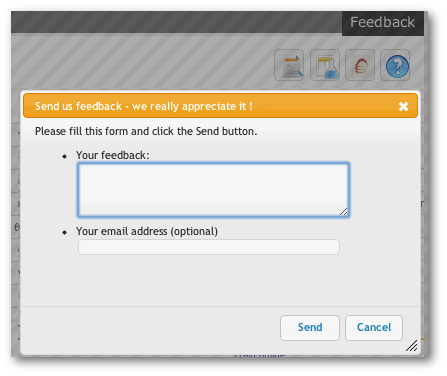 Feedback
Send us feedback - we really appreciate it !
Please fill this form and click the Send button.
Your feedback:
Your email address (optional)
Send
Cancel